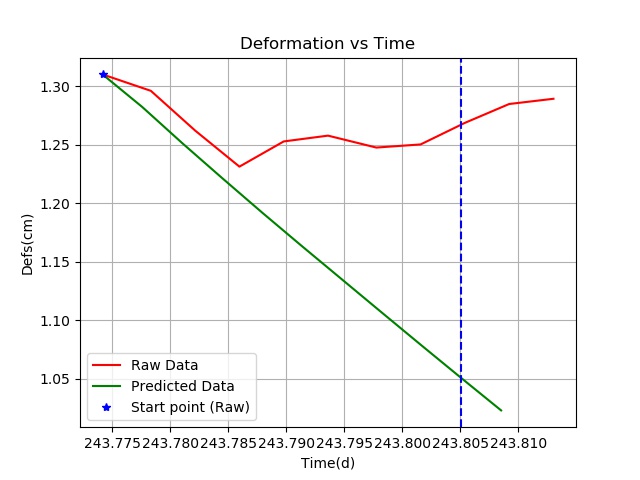 Deformation vs Time
Defs(cm)
1.30
1.25
1.20
1.15
1.10
1.05
Raw Data
Predicted Data
Start point (Raw)
243.775 243.780 243.785 243.790 243.795 243.800 243.805 243.810
Time(d)